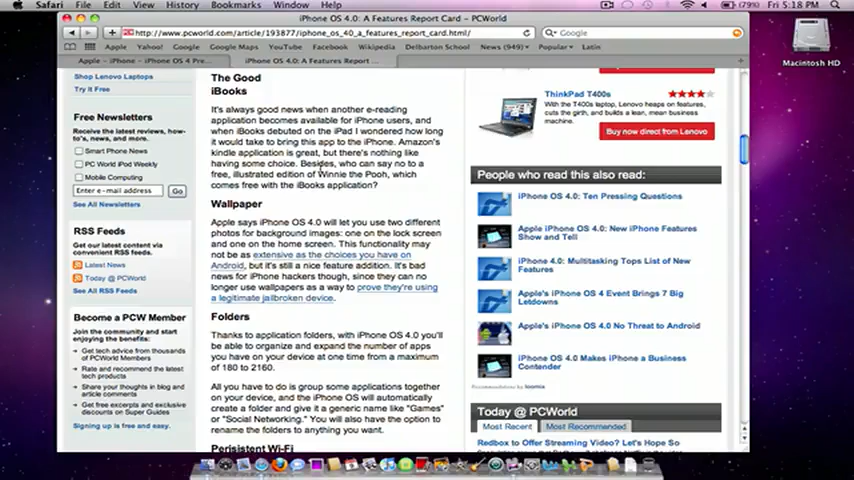 Safari File Edit View History Bookmarks Window Help (79%) Fri 5:18 PM
iPhone OS 4.0: A Features Report Card – PCWorld
http://www.pcworld.com/article/193877/iphone_os_40_a_features_report_card.html/
Google
Apple Yahoo! Google Google Maps YouTube Facebook Wikipedia Delbarton School News (949) Popular Latin
Apple – iPhone – iPhone 4 Pre...
iPhone OS 4.0: A Features Report ...
Macintosh HD
Shop Lenovo Laptops
Try It Free
Free Newsletters
Receive the latest reviews, how-
to's, news, and more.
Smart Phone News
PC World iPod Weekly
Mobile Computing
Enter e-mail address Go
See All Newsletters
RSS Feeds
Get our latest content via
convenient RSS feeds.
Latest News
Today @ PCWorld
See All RSS Feeds
Become a PCW Member
Join the community and start
enjoying the benefits:
Get tech advice from thousands
of PCWorld Members
Rate and recommend the latest
tech products
Share your thoughts in blog and
article comments
Get free excerpts and exclusive
discounts on Super Guides
Signing up is free and easy.
The Good
iBooks
It's always good news when another e-reading
application becomes available for iPhone users, and
when iBooks debuted on the iPad I wondered how long
it would take to bring this app to the iPhone. Amazon's
kindle application is great, but there's nothing like
having some choice. Besides, who can say no to a
free, illustrated edition of Winnie the Pooh, which
comes free with the iBooks application?
Wallpaper
Apple says iPhone OS 4.0 will let you use two different
photos for background images: one on the lock screen
and one on the home screen. This functionality may
not be as extensive as the choices you have on
Android, but it's still a nice feature addition. It's bad
news for iPhone hackers though, since they can no
longer use wallpapers as a way to prove they're using
a legitimate jailbroken device.
Folders
Thanks to application folders, with iPhone OS 4.0 you'll
be able to organize and expand the number of apps
you have on your device at one time from a maximum
of 180 to 2160.
All you have to do is group some applications together
on your device, and the iPhone OS will automatically
create a folder and give it a generic name like "Games"
or "Social Networking." You will also have the option to
rename the folders to anything you want.
Persistent Wi-Fi
ThinkPad T400s
With the T400s laptop, Lenovo heaps on features,
cuts the girth, and builds a lean, mean business
machine.
Buy now direct from Lenovo
People who read this also read:
iPhone OS 4.0: Ten Pressing Questions
Apple iPhone OS 4.0: New iPhone Features
Show and Tell
iPhone 4.0: Multitasking Tops List of New
Features
Apple's iPhone OS 4 Event Brings 7 Big
Letdowns
Apple's iPhone OS 4.0 No Threat to Android
iPhone OS 4.0 Makes iPhone a Business
Contender
Recommendations by loomia
Today @ PCWorld
Most Recent Most Recommended
Redbox to Offer Streaming Video? Let's Hope So